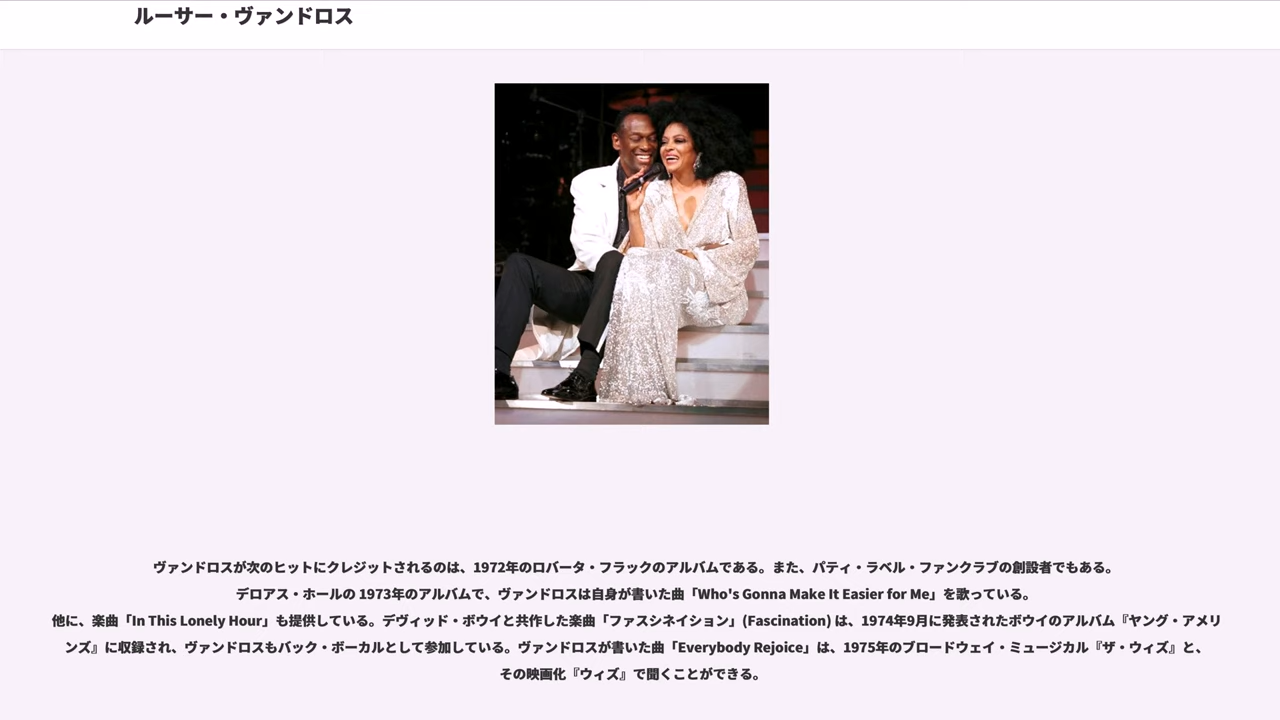 ルーサー・ヴァンドロス
ヴァンドロスが次のヒットにクレジットされるのは、1972年のロバータ・フラックのアルバムである。また、パティ・ラベル・ファンクラブの創設者でもある。
デロアス・ホールの 1973年のアルバムで、ヴァンドロスは自身が書いた曲「Who's Gonna Make It Easier for Me」を歌っている。
他に、楽曲「In This Lonely Hour」も提供している。デヴィッド・ボウイと共作した楽曲「ファスシネイション」(Fascination) は、1974年9月に発表されたボウイのアルバム『ヤング・アメリ
ンズ』に収録され、ヴァンドロスもバック・ボーカルとして参加している。ヴァンドロスが書いた曲「Everybody Rejoice」は、1975年のブロードウェイ・ミュージカル『ザ・ウィズ』と、
その映画化『ウィズ』で聞くことができる。